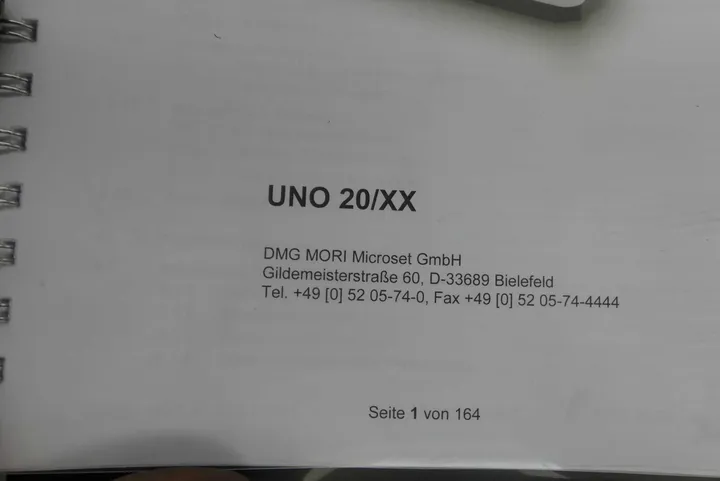 UNO 20/XX
DMG MORI Microset GmbH
Gildemeisterstraße 60, D-33689 Bielefeld
Tel. +49 [0] 52 05-74-0, Fax +49 [0] 52 05-74-4444
Seite 1 von 164